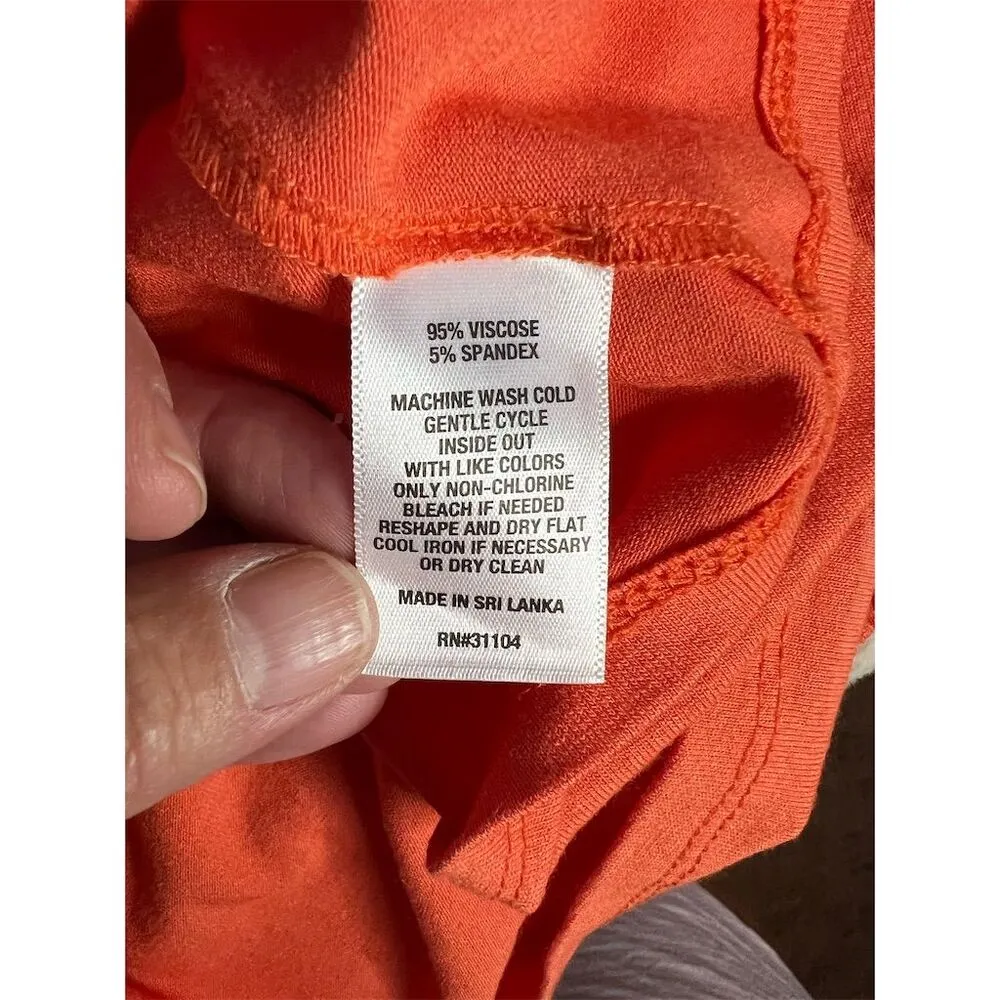 95% VISCOSE
5% SPANDEX
MACHINE WASH COLD
GENTLE CYCLE
INSIDE OUT
WITH LIKE COLORS
ONLY NON-CHLORINE
BLEACH IF NEEDED
RESHAPE AND DRY FLAT
COOL IRON IF NECESSARY
OR DRY CLEAN
MADE IN SRI LANKA
RN#31104